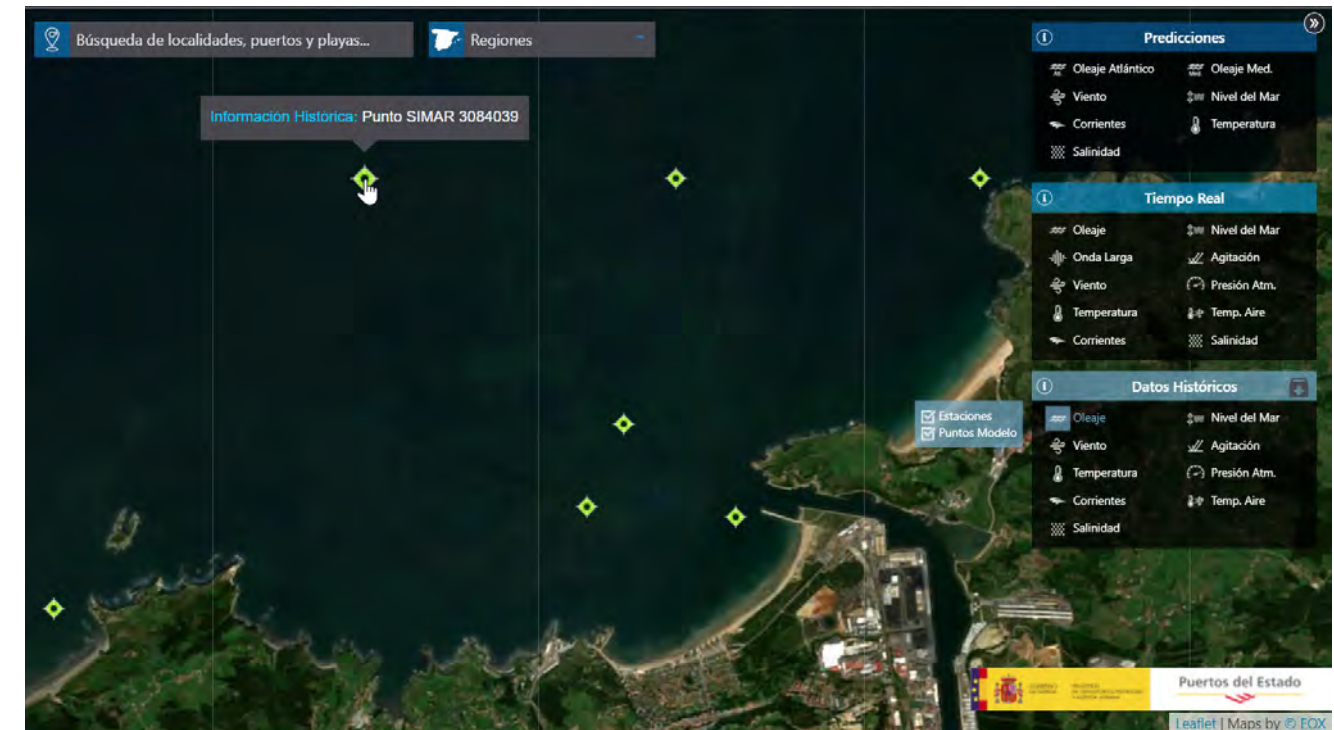 Búsqueda de localidades, puertos y playas...
Regiones
Información Histórica: Punto SIMAR 3084039
Predicciones
Oleaje Atlántico
Oleaje Med.
Viento
Nivel del Mar
Corrientes
Temperatura
Salinidad
Tiempo Real
Oleaje
Nivel del Mar
Onda Larga
Agitación
Viento
Presión Atm.
Temperatura
Temp. Aire
Corrientes
Salinidad
Datos Históricos
Estaciones
Puntos Modelo
Oleaje
Nivel del Mar
Viento
Agitación
Temperatura
Presión Atm.
Corrientes
Temp. Aire
Salinidad
Puertos del Estado
Leaflet | Maps by © FOX